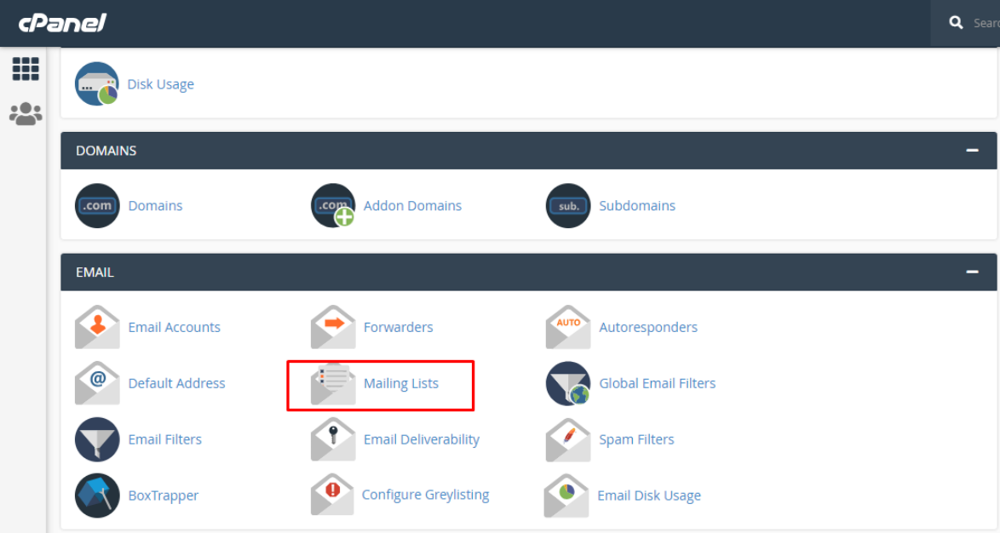 cPanel
Sear
Disk Usage
DOMAINS
.com Domains
.com Addon Domains
sub. Subdomains
EMAIL
Email Accounts
Forwarders
AUTO Autoresponders
@ Default Address
Mailing Lists
Global Email Filters
Email Filters
Email Deliverability
Spam Filters
BoxTrapper
Configure Greylisting
Email Disk Usage